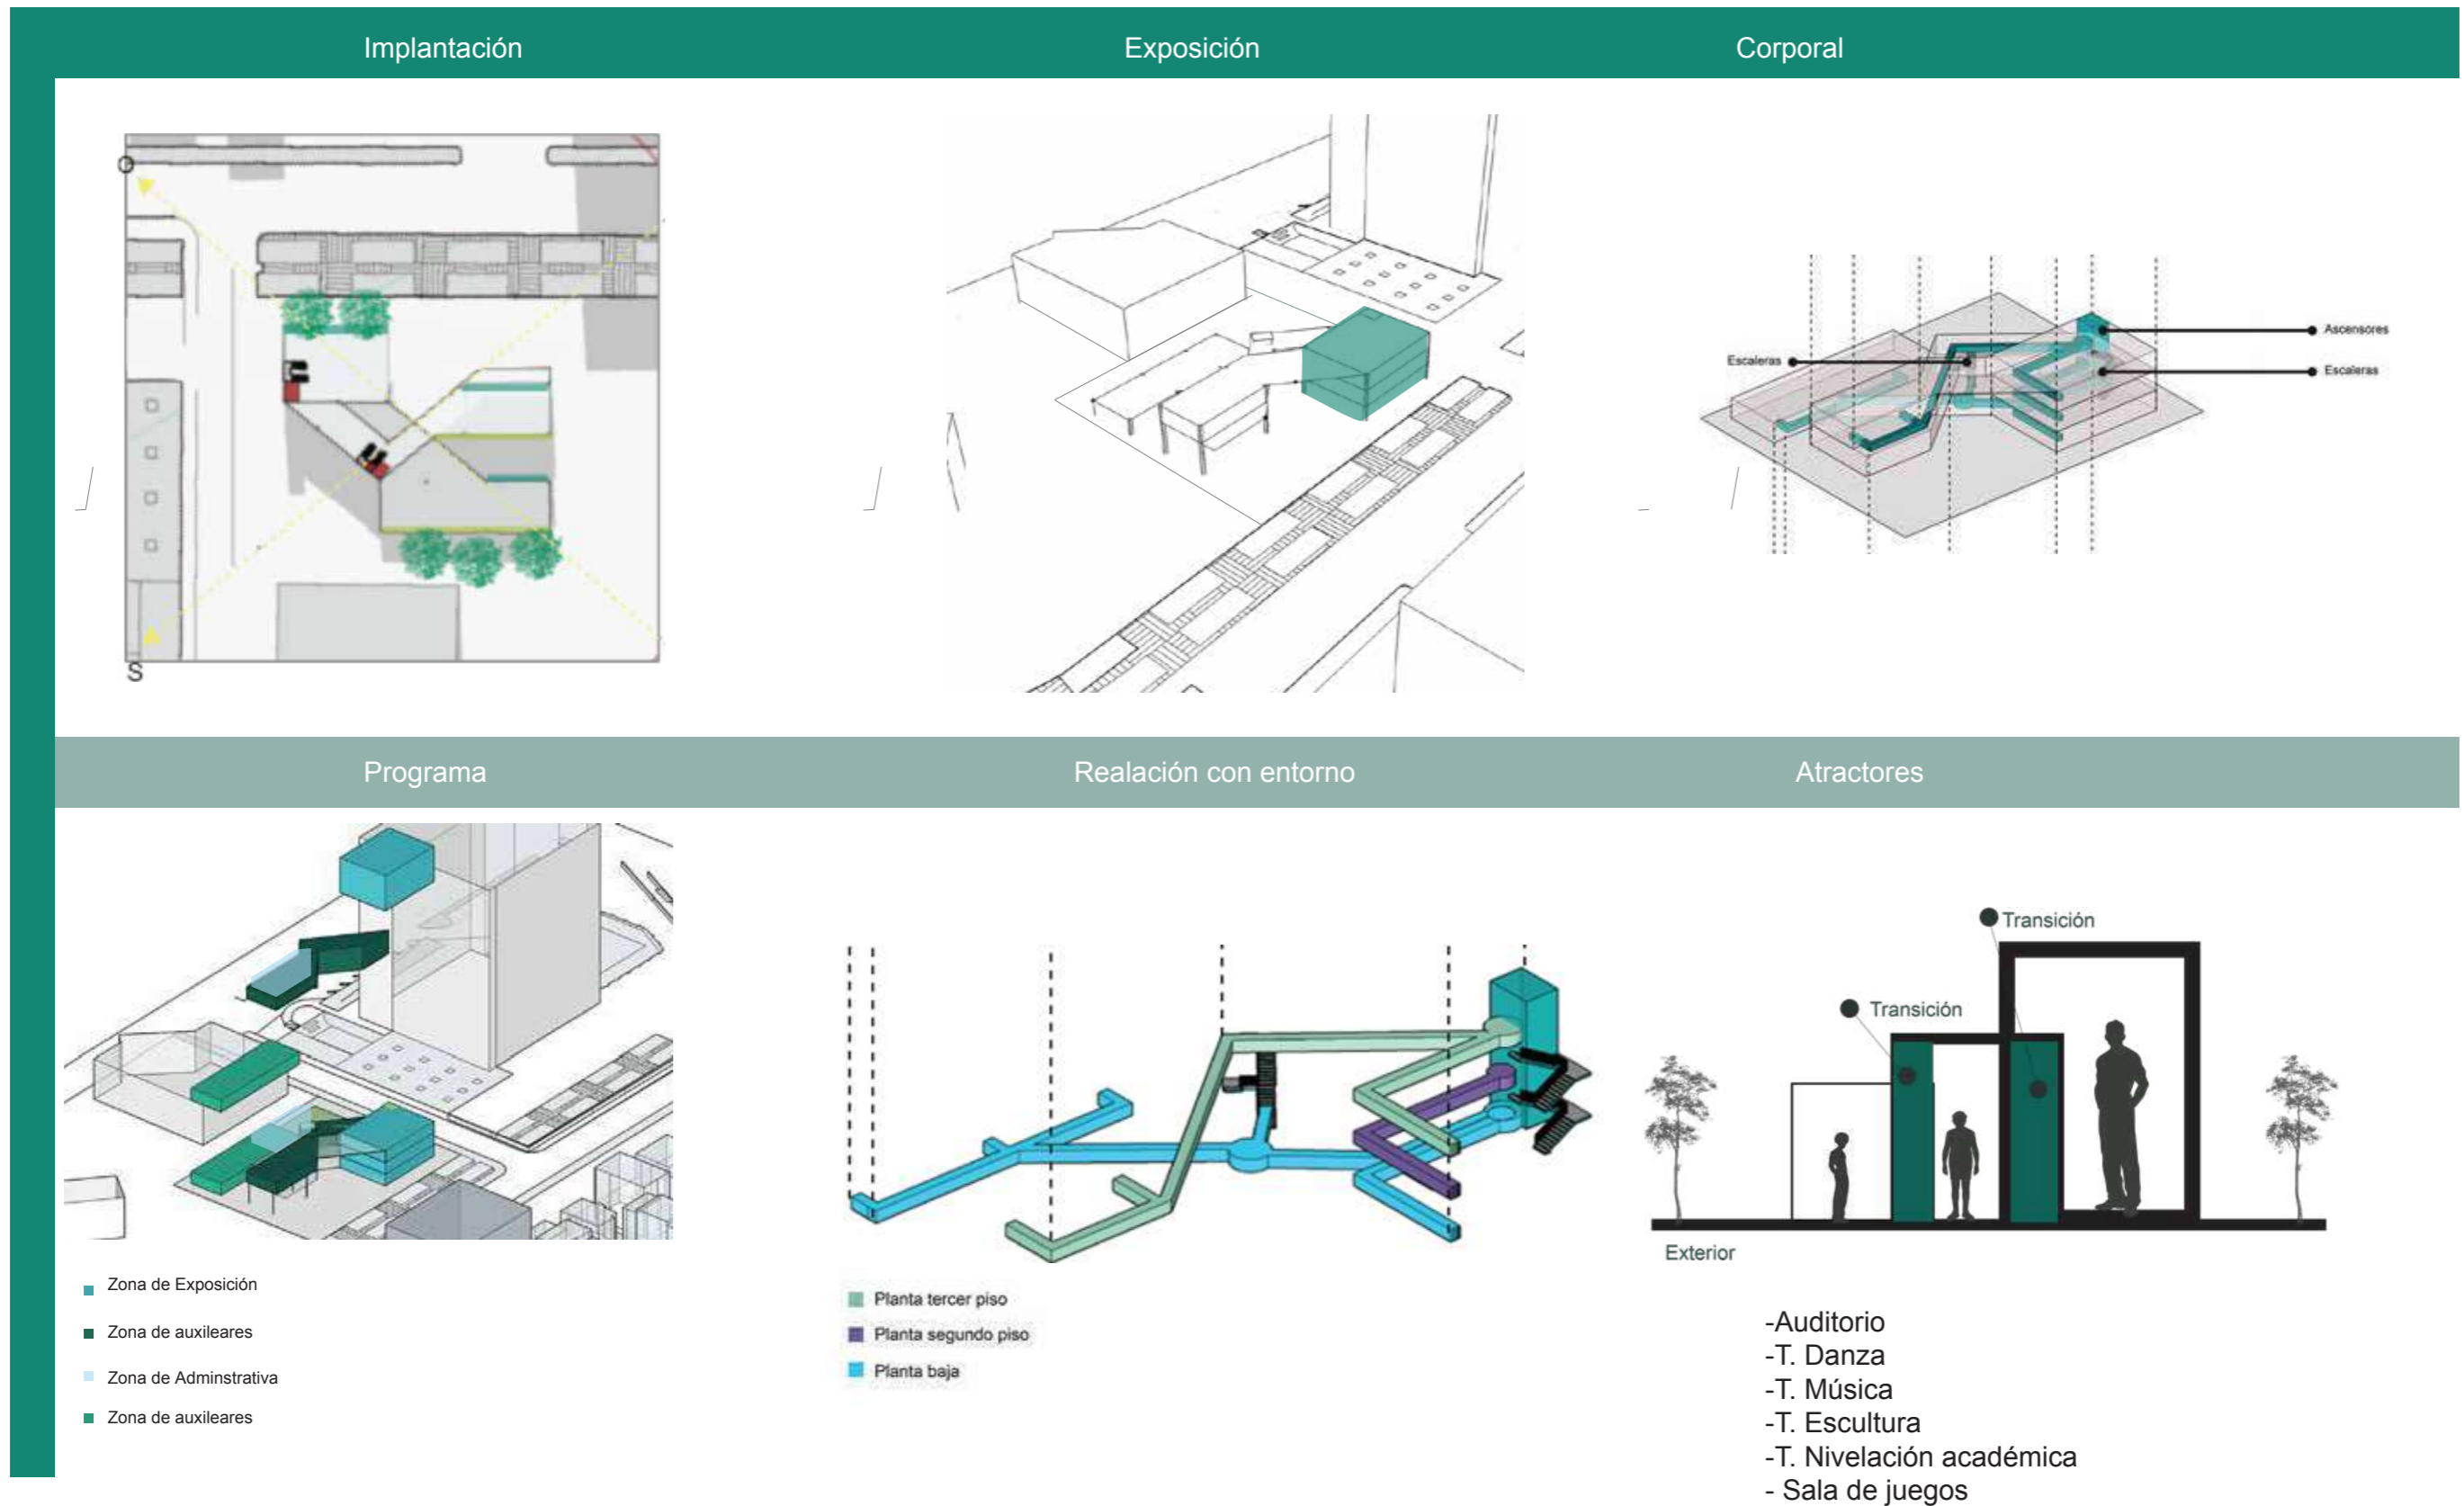 Implantación
Exposición
Corporal
O
S
Escaleras
Ascensores
Escaleras
Programa
Realación con entorno
Atractores
Zona de Exposición
Zona de auxileares
Zona de Adminstrativa
Zona de auxileares
Planta tercer piso
Planta segundo piso
Planta baja
Transición
Transición
Exterior
-Auditorio
-T. Danza
-T. Música
-T. Escultura
-T. Nivelación académica
- Sala de juegos